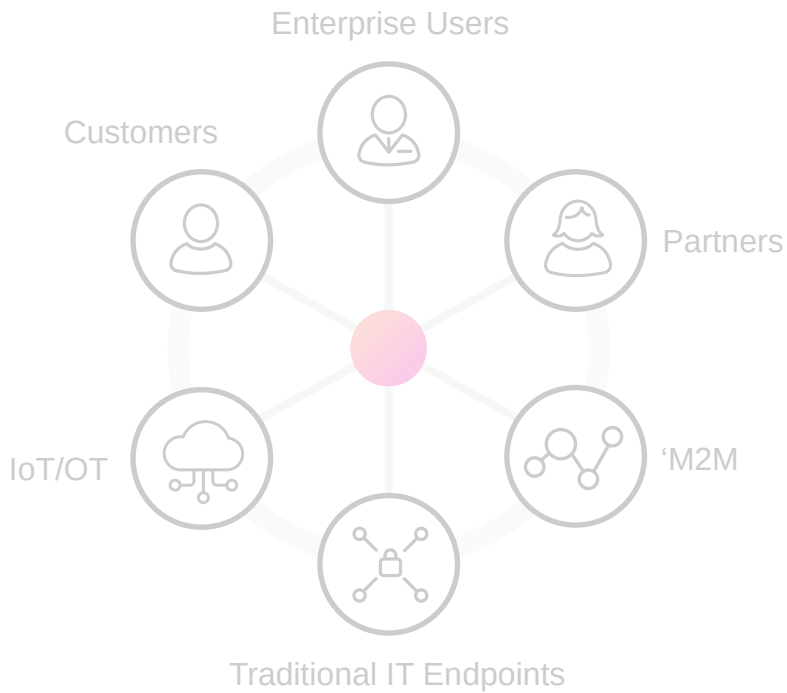 Enterprise Users
Customers
Partners
IoT/OT
‘M2M
Traditional IT Endpoints